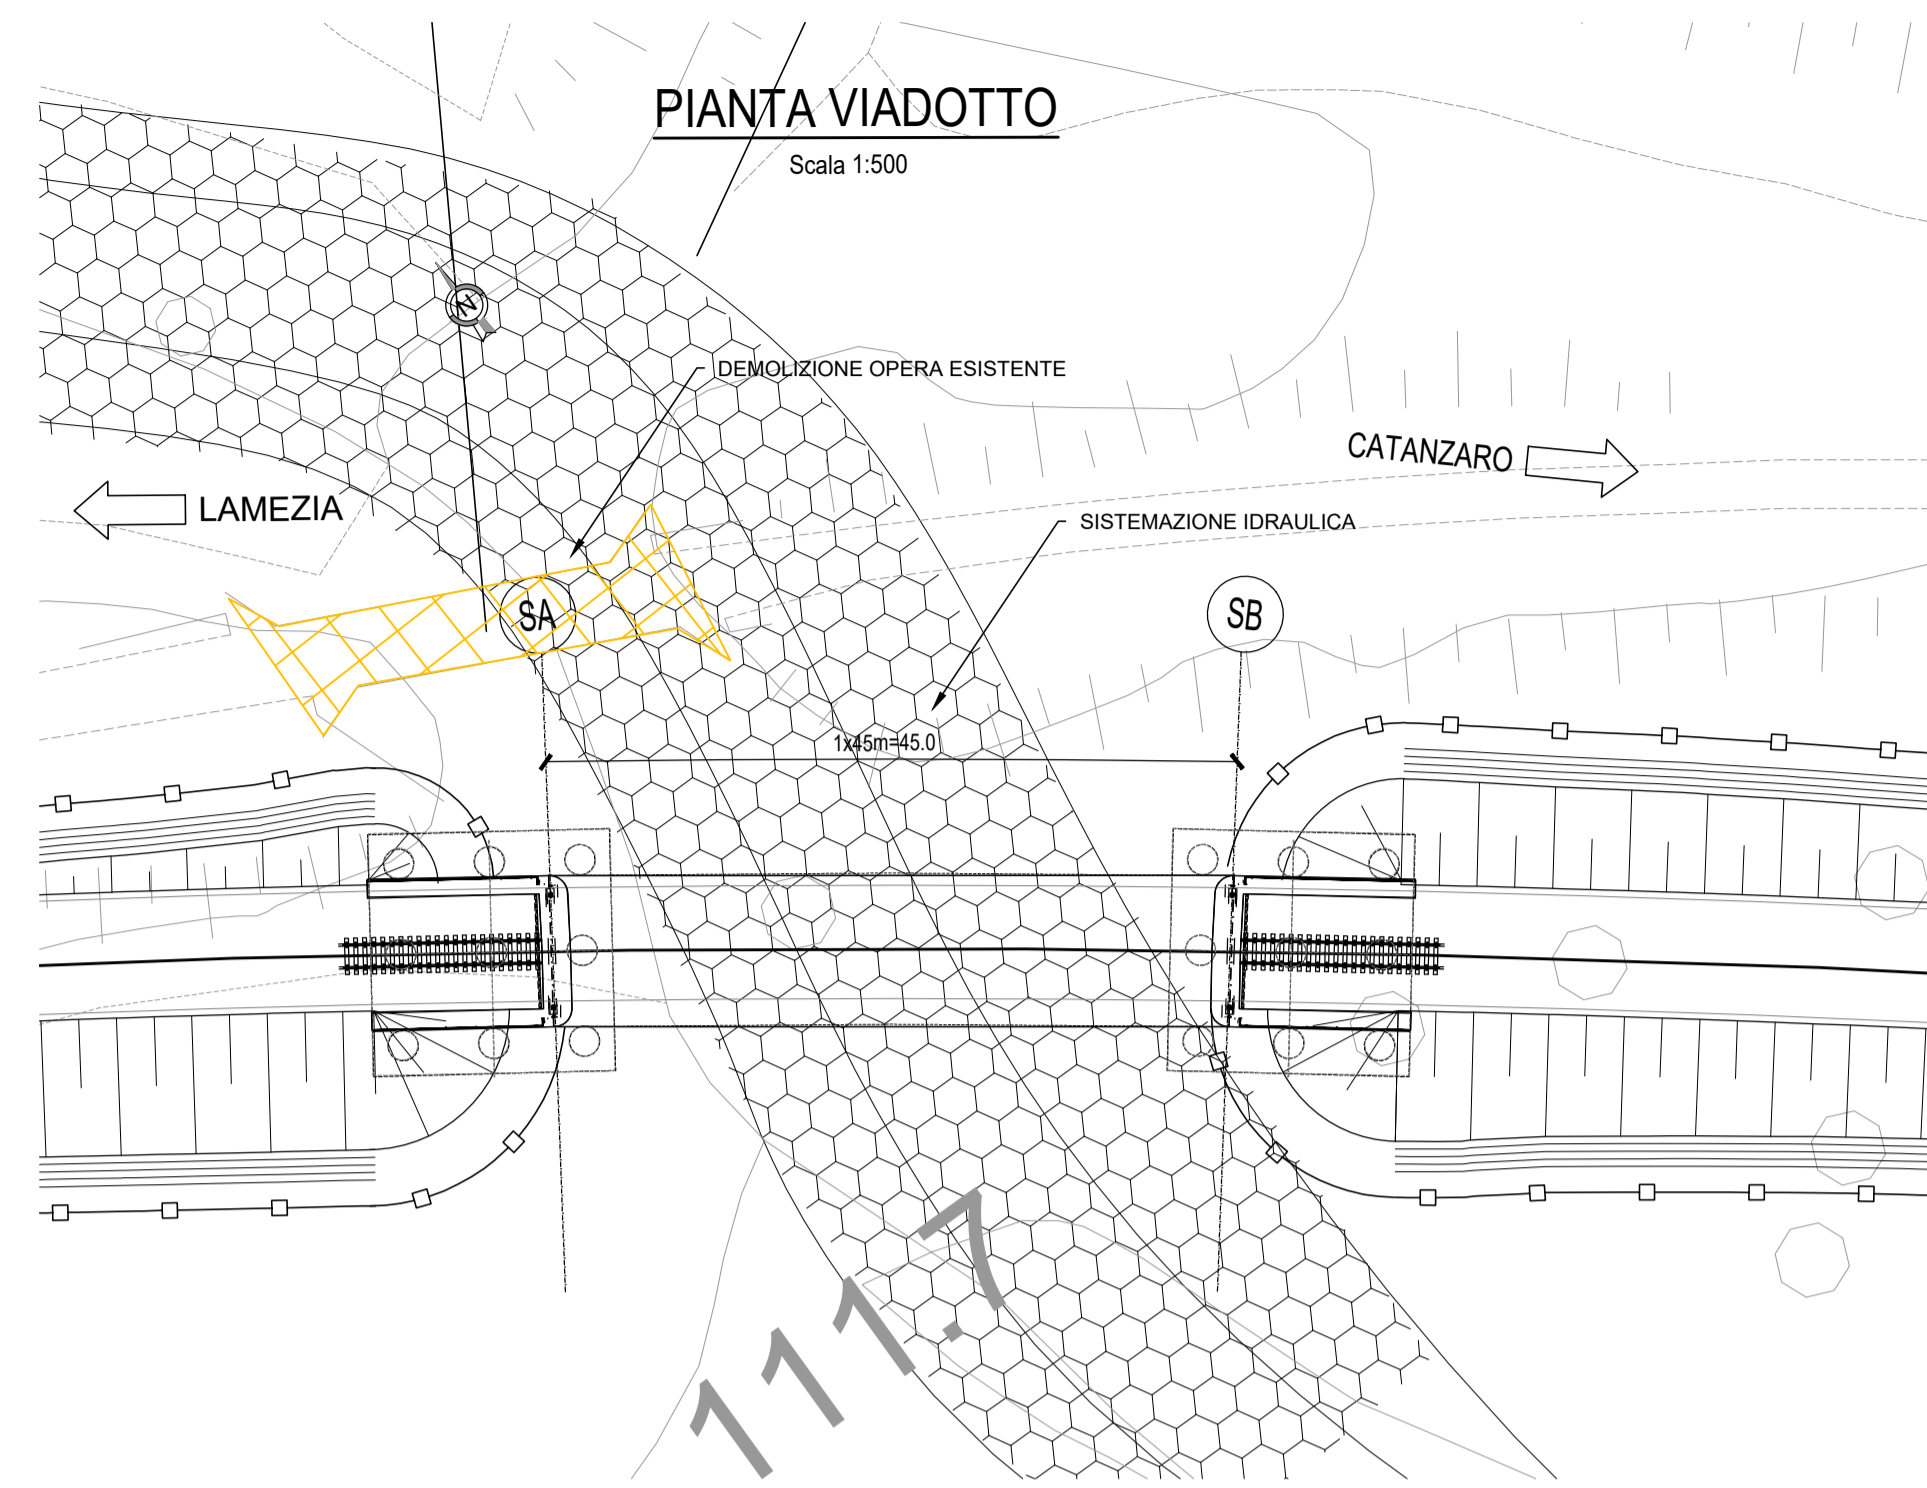 PIANTA VIADOTTO
Scala 1:500
N
DEMOLIZIONE OPERA ESISTENTE
CATANZARO
LAMEZIA
SISTEMAZIONE IDRAULICA
SA
SB
1x45m=45.0
111.7